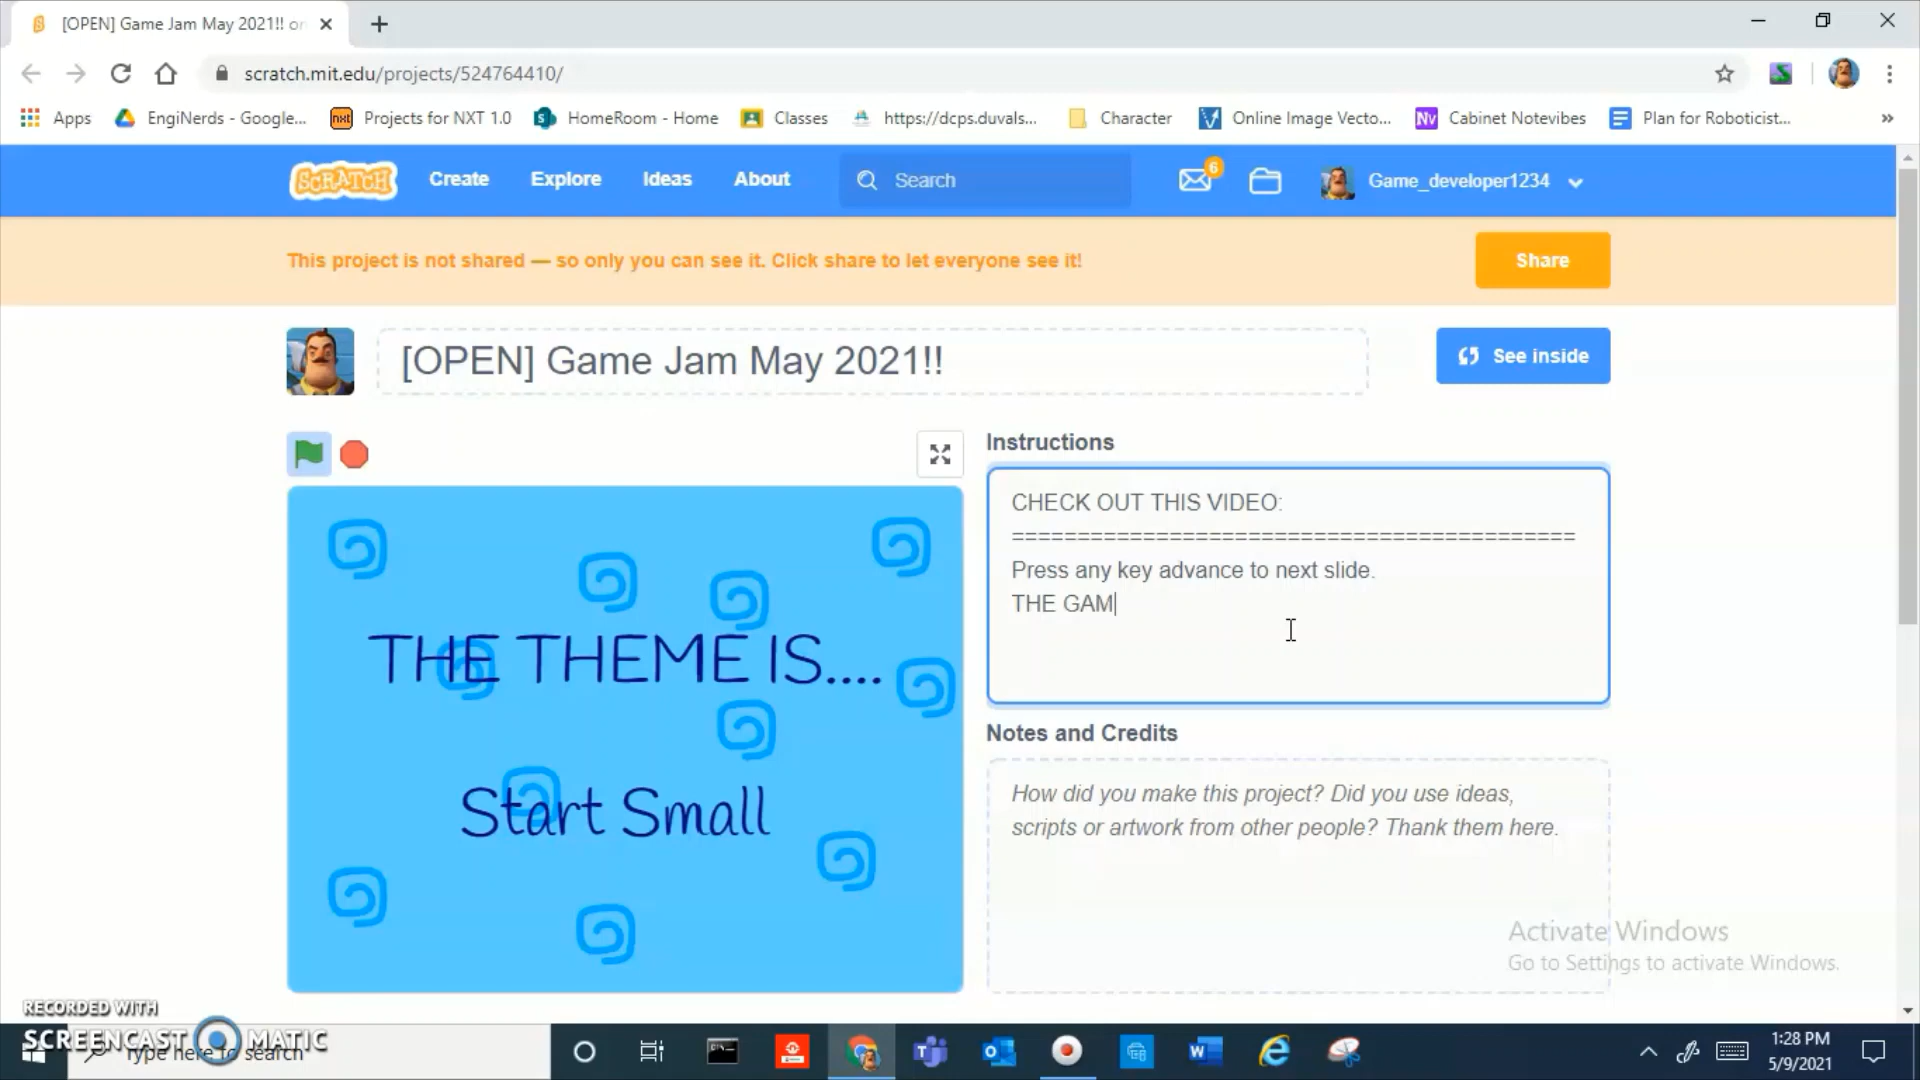 [OPEN] Game Jam May 2021!! on
scratch.mit.edu/projects/524764410/
Apps
EngiNerds - Google...
nxt
Projects for NXT 1.0
HomeRoom - Home
Classes
https://dcps.duvals...
Character
Online Image Vecto...
Nv
Cabinet Notevibes
Plan for Roboticist...
»
SCRATCH
Create
Explore
Ideas
About
Search
6
Game_developer1234
This project is not shared — so only you can see it. Click share to let everyone see it!
Share
[OPEN] Game Jam May 2021!!
See inside
Instructions
CHECK OUT THIS VIDEO:
===========================================
Press any key advance to next slide.
THE GAM
THE THEME IS....
Start Small
Notes and Credits
How did you make this project? Did you use ideas,
scripts or artwork from other people? Thank them here.
Activate Windows
Go to Settings to activate Windows.
RECORDED WITH
SCREENCAST MATIC
Type here to search
1:28 PM
5/9/2021